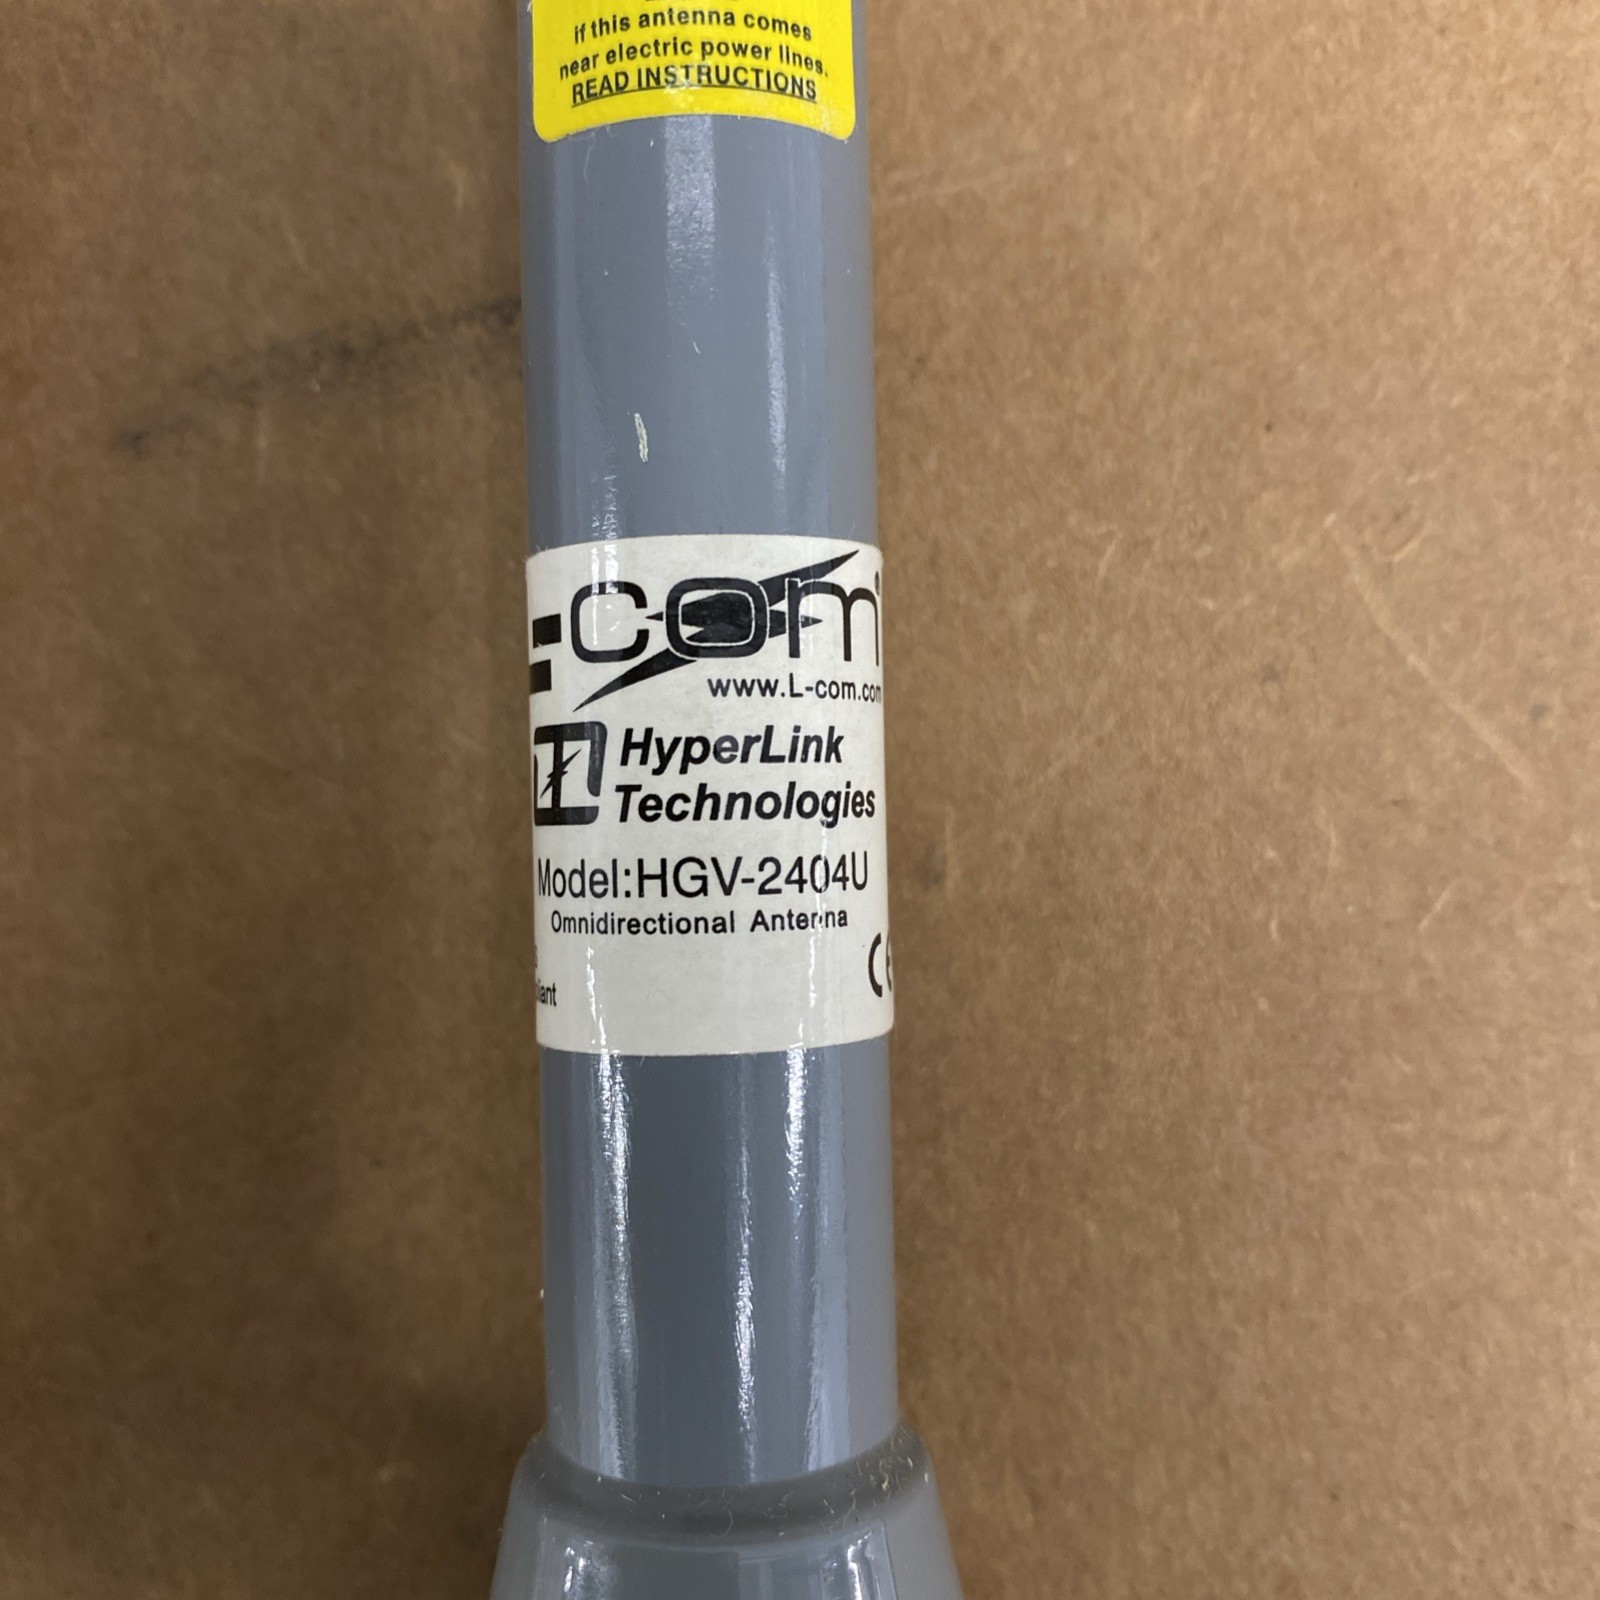 if this antenna comes
near electric power lines.
READ INSTRUCTIONS
com
www.L-com.com
HyperLink
Technologies
Model:HGV-2404U
Omnidirectional Antenna
CE